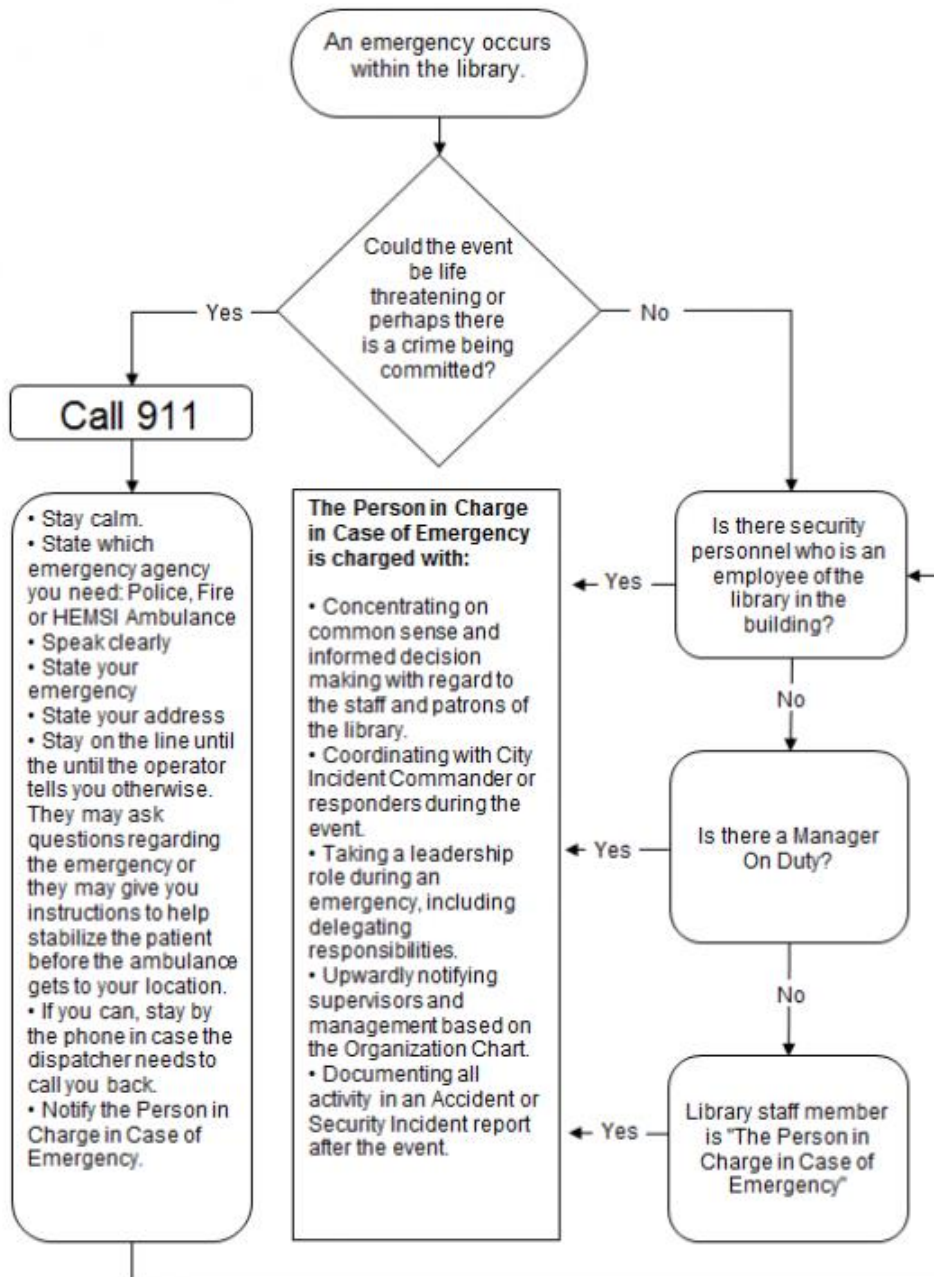 An emergency occurs
within the library.
Could the event
be life
threatening or
perhaps there
is a crime being
committed?
Yes
No
Call 911
• Stay calm.
• State which
emergency agency
you need: Police, Fire
or HEMSI Ambulance
• Speak clearly
• State your
emergency
• State your address
• Stay on the line until
the until the operator
tells you otherwise.
They may ask
questions regarding
the emergency or
they may give you
instructions to help
stabilize the patient
before the ambulance
gets to your location.
• If you can, stay by
the phone in case the
dispatcher needs to
call you back.
• Notify the Person in
Charge in Case of
Emergency.
The Person in Charge
in Case of Emergency
is charged with:
• Concentrating on
common sense and
informed decision
making with regard to
the staff and patrons of
the library.
• Coordinating with City
Incident Commander or
responders during the
event.
• Taking a leadership
role during an
emergency, including
delegating
responsibilities.
• Upwardly notifying
supervisors and
management based on
the Organization Chart.
• Documenting all
activity in an Accident or
Security Incident report
after the event.
Is there security
personnel who is an
employee of the
library in the
building?
Yes
No
Is there a Manager
On Duty?
Yes
No
Library staff member
is "The Person in
Charge in Case of
Emergency"
Yes